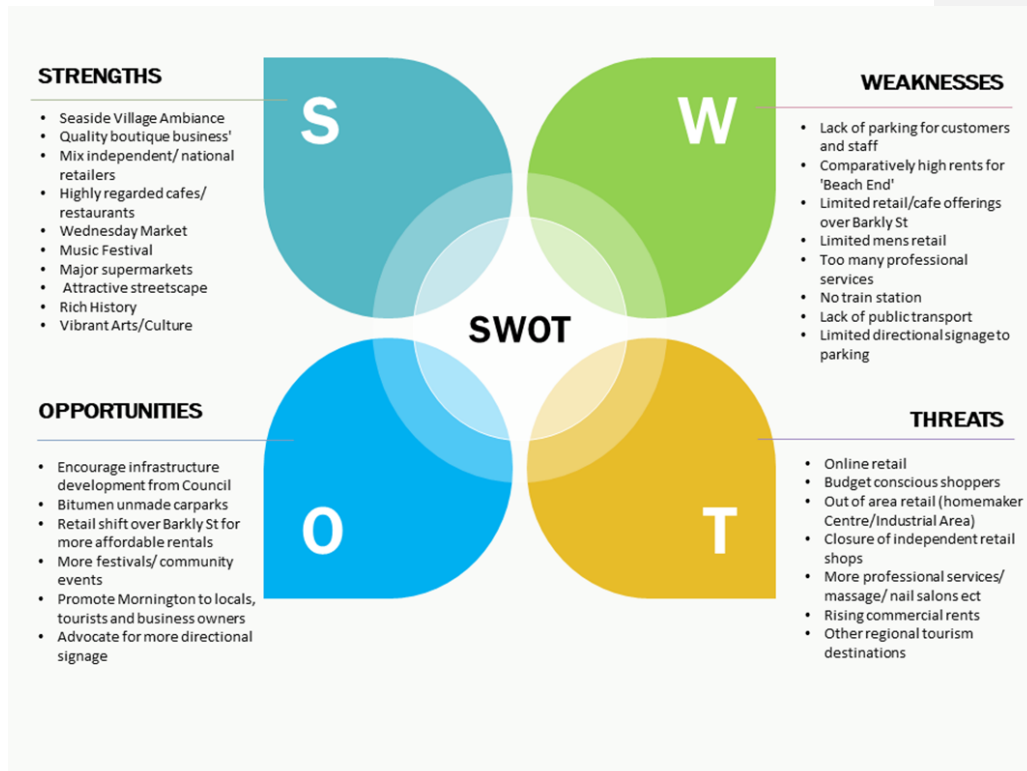 STRENGTHS
• Seaside Village Ambiance
• Quality boutique business'
• Mix independent/ national
retailers
• Highly regarded cafes/
restaurants
• Wednesday Market
• Music Festival
• Major supermarkets
• Attractive streetscape
• Rich History
• Vibrant Arts/Culture
S
W
WEAKNESSES
• Lack of parking for customers
and staff
• Comparatively high rents for
'Beach End'
• Limited retail/cafe offerings
over Barkly St
• Limited mens retail
• Too many professional
services
• No train station
• Lack of public transport
• Limited directional signage to
parking
SWOT
OPPORTUNITIES
• Encourage infrastructure
development from Council
• Bitumen unmade carparks
• Retail shift over Barkly St for
more affordable rentals
• More festivals/ community
events
• Promote Mornington to locals,
tourists and business owners
• Advocate for more directional
signage
O
T
THREATS
• Online retail
• Budget conscious shoppers
• Out of area retail (homemaker
Centre/Industrial Area)
• Closure of independent retail
shops
• More professional services/
massage/ nail salons ect
• Rising commercial rents
• Other regional tourism
destinations